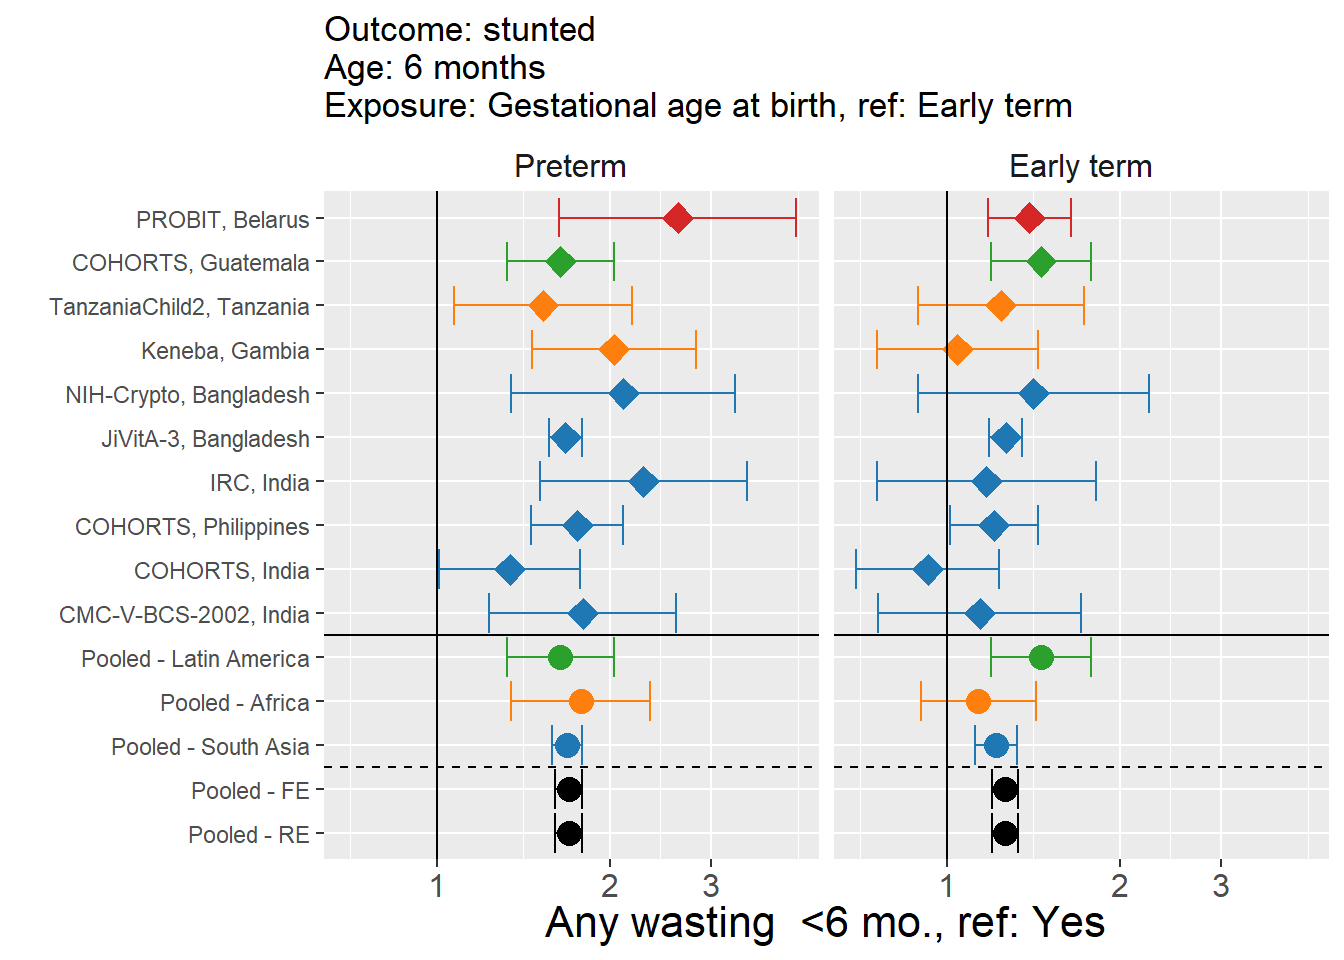 Outcome: stunted
Age: 6 months
Exposure: Gestational age at birth, ref: Early term
Preterm
Early term
PROBIT, Belarus
COHORTS, Guatemala
TanzaniaChild2, Tanzania
Keneba, Gambia
NIH-Crypto, Bangladesh
JiVitA-3, Bangladesh
IRC, India
COHORTS, Philippines
COHORTS, India
CMC-V-BCS-2002, India
Pooled - Latin America
Pooled - Africa
Pooled - South Asia
Pooled - FE
Pooled - RE
1 2 3
1 2 3
Any wasting  <6 mo., ref: Yes